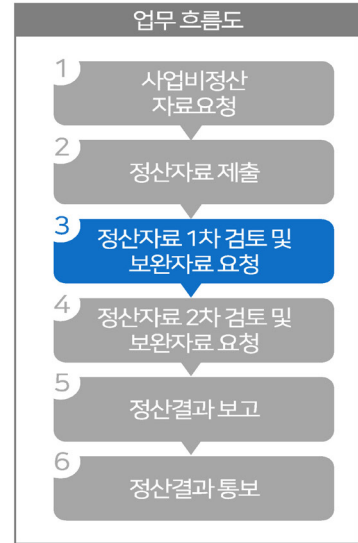 업무 흐름도
1
사업비정산
자료요청
2
정산자료 제출
3
정산자료 1차 검토 및
보완자료 요청
4
정산자료 2차 검토 및
보완자료 요청
5
정산결과 보고
6
정산결과 통보